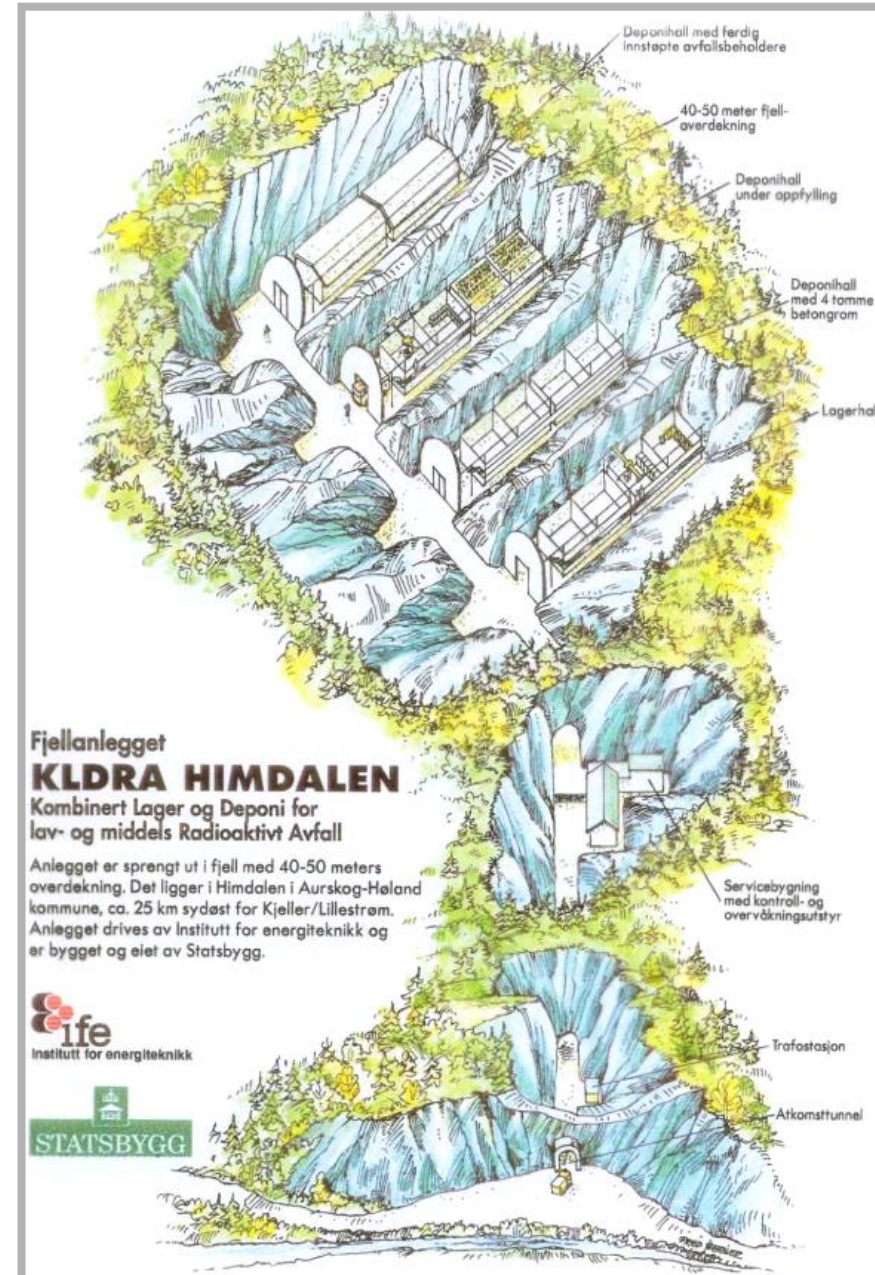 Deponihall med ferdig
innstøpte avfallsbeholdere
40-50 meter fjell-
overdekning
Deponihall
under oppfylling
Deponihall
med 4 tomme
betongrom
Lagerhal
Fjellanlegget
KLDRA HIMDALEN
Kombinert Lager og Deponi for
lav- og middels Radioaktivt Avfall
Anlegget er sprengt ut i fjell med 40-50 meters
overdekning. Det ligger i Himdalen i Aurskog-Høland
kommune, ca. 25 km sydøst for Kjeller/Lillestrøm.
Anlegget drives av Institutt for energiteknikk og
er bygget og eiet av Statsbygg.
Servicebygning
med kontroll- og
overvåkningsutstyr
ife
Institutt for energiteknikk
Trafostasjon
STATSBYGG
Atkomsttunnel